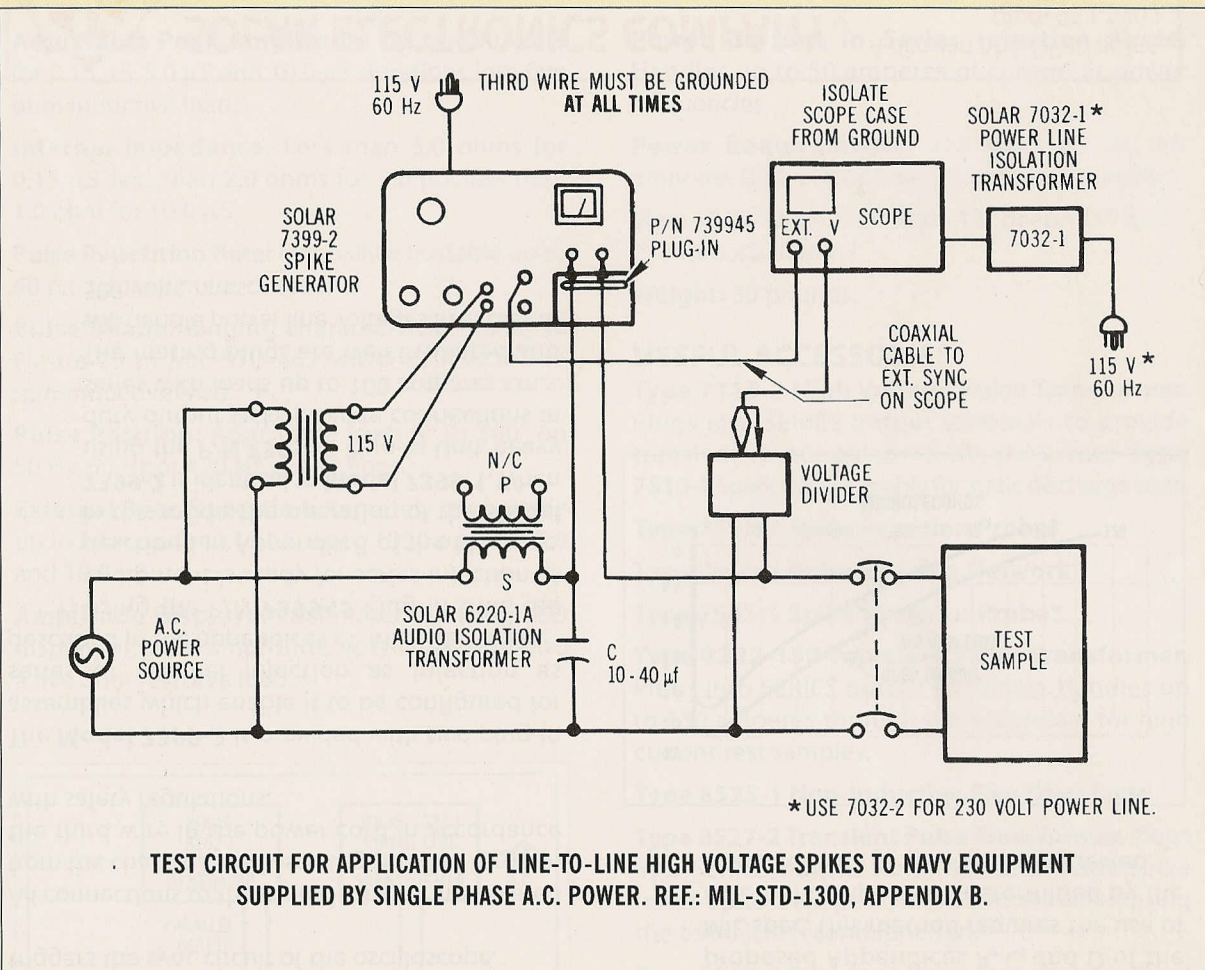 115 V
60 Hz
THIRD WIRE MUST BE GROUNDED
AT ALL TIMES
ISOLATE
SCOPE CASE
FROM GROUND
SOLAR 7032-1*
POWER LINE
ISOLATION
TRANSFORMER
SOLAR
7399-2
SPIKE
GENERATOR
P/N 739945
PLUG-IN
SCOPE
EXT. V
7032-1
COAXIAL
CABLE TO
EXT. SYNC
ON SCOPE
115 V*
60 Hz
115 V
N/C
P
S
VOLTAGE
DIVIDER
SOLAR 6220-1A
AUDIO ISOLATION
TRANSFORMER
A.C.
POWER
SOURCE
C
10-40 µf
TEST
SAMPLE
*USE 7032-2 FOR 230 VOLT POWER LINE.
TEST CIRCUIT FOR APPLICATION OF LINE-TO-LINE HIGH VOLTAGE SPIKES TO NAVY EQUIPMENT
SUPPLIED BY SINGLE PHASE A.C. POWER. REF.: MIL-STD-1300, APPENDIX B.